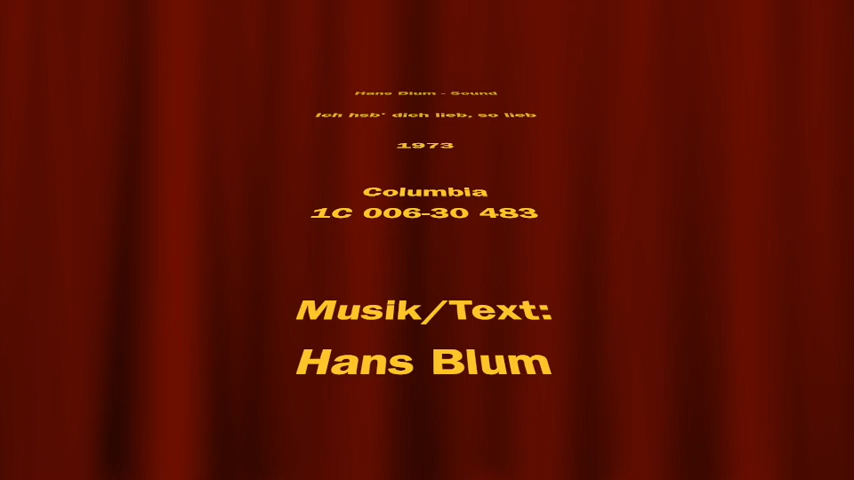 Hans Blum - Sound
Ich hab' dich lieb, so lieb
1973
Columbia
1C 006-30 483
Musik/Text:
Hans Blum